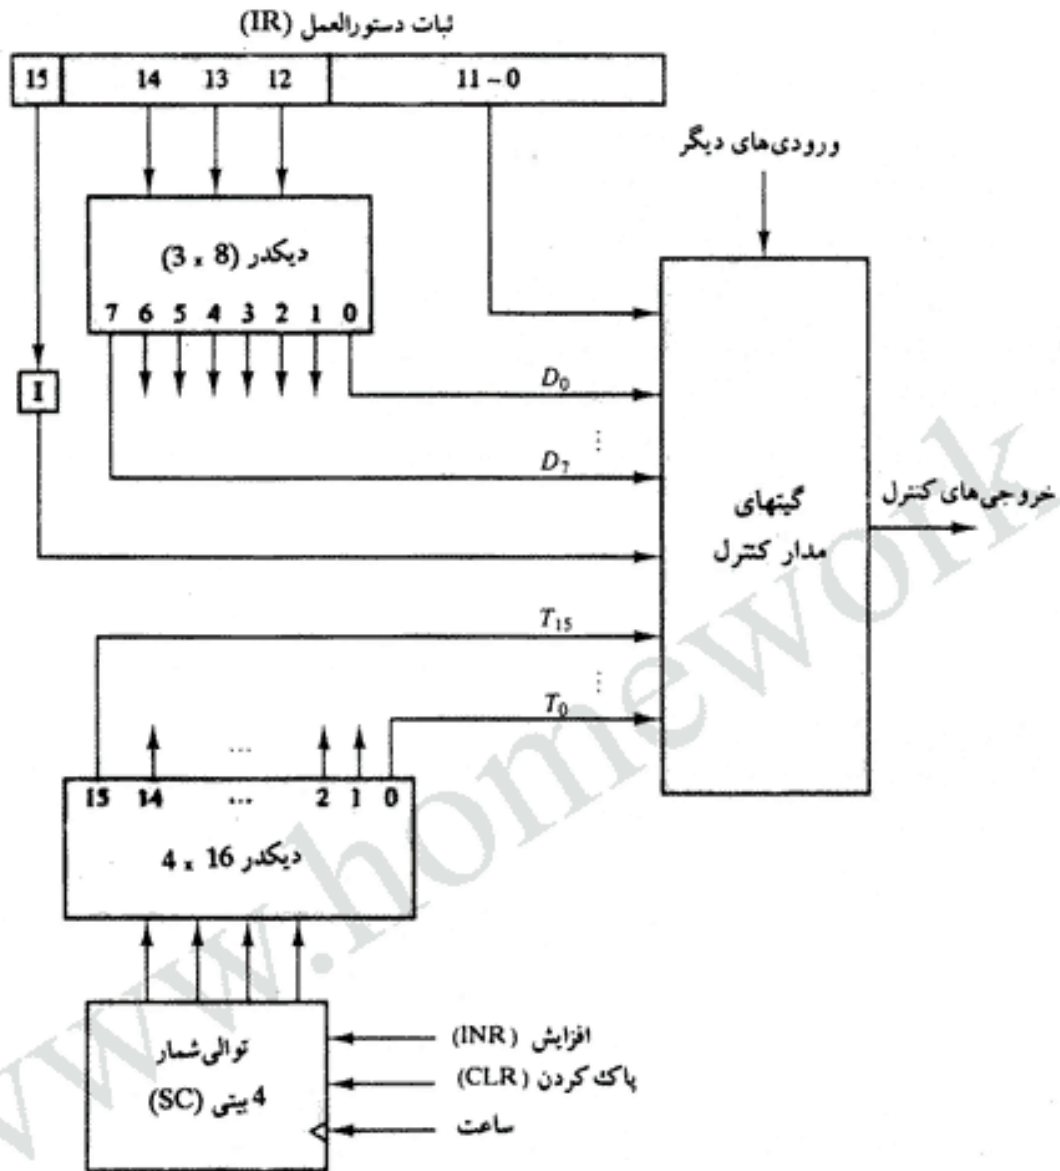 ثبات دستورالعمل (IR)
15 14 13 12 11 – 0
ورودی‌های دیگر
دیکدر (3 × 8)
7 6 5 4 3 2 1 0
I
D0
⋮
D7
گیتهای
مدار کنترل
خروجی‌های کنترل
T15
⋮
T0
...
15 14 ... 2 1 0
دیکدر 4 × 16
توالی‌شمار
4 بیتی (SC)
افزایش (INR)
پاک کردن (CLR)
ساعت
www.homework